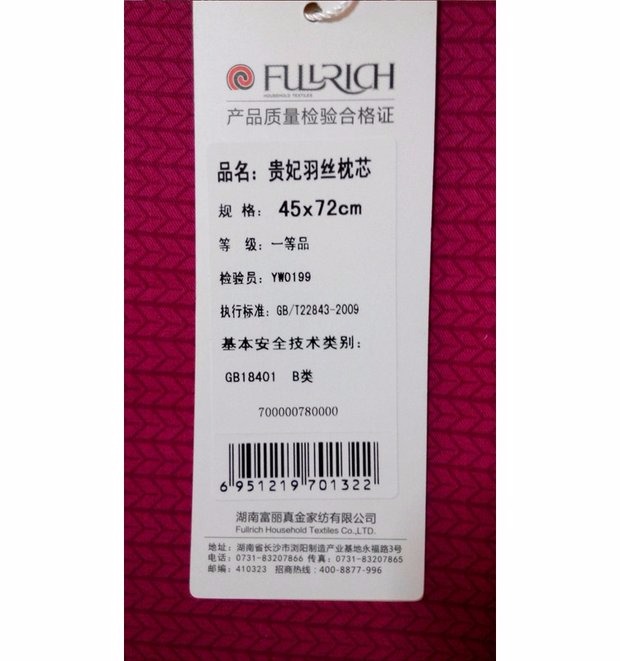 FULLRICH
HOUSEHOLD TEXTILES
产品质量检验合格证
品名：贵妃羽丝枕芯
规 格： 45x72cm
等 级：一等品
检验员：YW0199
执行标准：GB/T22843-2009
基本安全技术类别：
GB18401 B类
700000780000
6 951219 701322
湖南富丽真金家纺有限公司
Fullrich Household Textiles Co.,LTD.
地址：湖南省长沙市浏阳制造产业基地永福路3号
电话：0731-83207866 传真：0731-83207865
邮编：410323 招商热线：400-8877-996